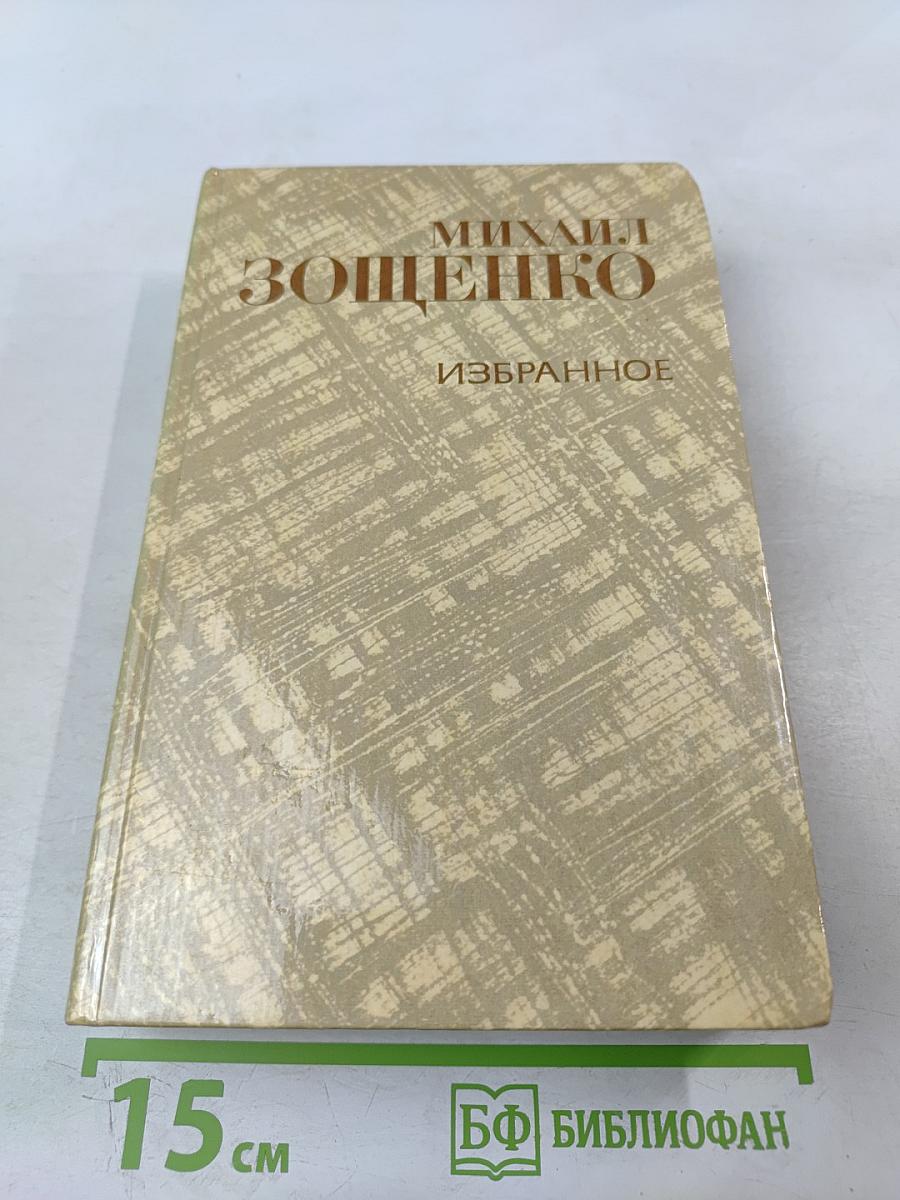 МИХАИЛ
ЗОЩЕНКО
ИЗБРАННОЕ
15 см
БФ БИБЛИОФАН